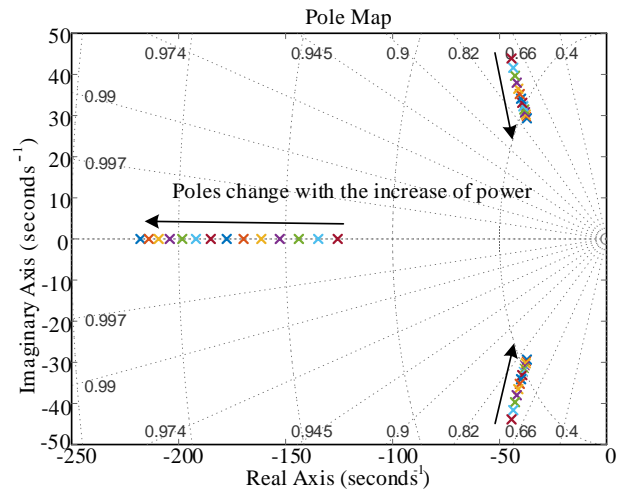 Pole Map
50
40
30
20
10
0
-10
-20
-30
-40
-50
Imaginary Axis (seconds⁻¹)
0.974 0.945 0.9 0.82 0.66 0.4
0.99
0.997
Poles change with the increase of power
0.997
0.99
0.974 0.945 0.9 0.82 0.66 0.4
-250 -200 -150 -100 -50 0
Real Axis (seconds⁻¹)